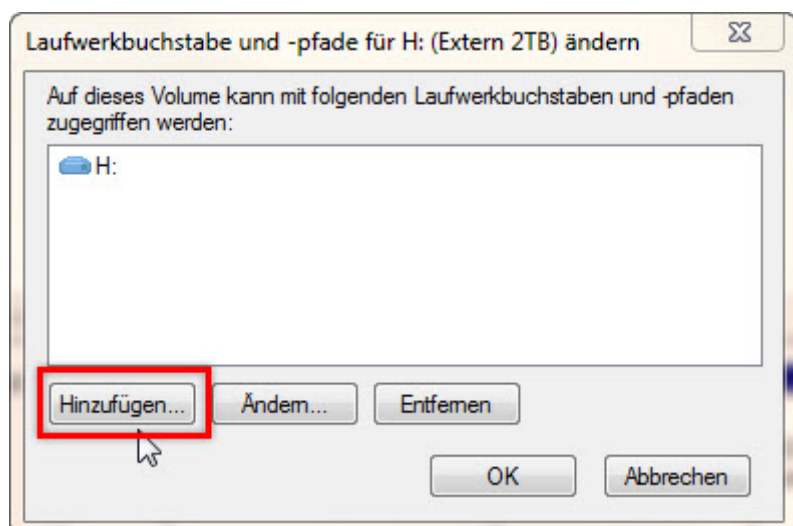 Laufwerkbuchstabe und -pfade für H: (Extern 2TB) ändern
Auf dieses Volume kann mit folgenden Laufwerkbuchstaben und -pfaden
zugegriffen werden:
H:
Hinzufügen... Ändern... Entfernen
OK Abbrechen